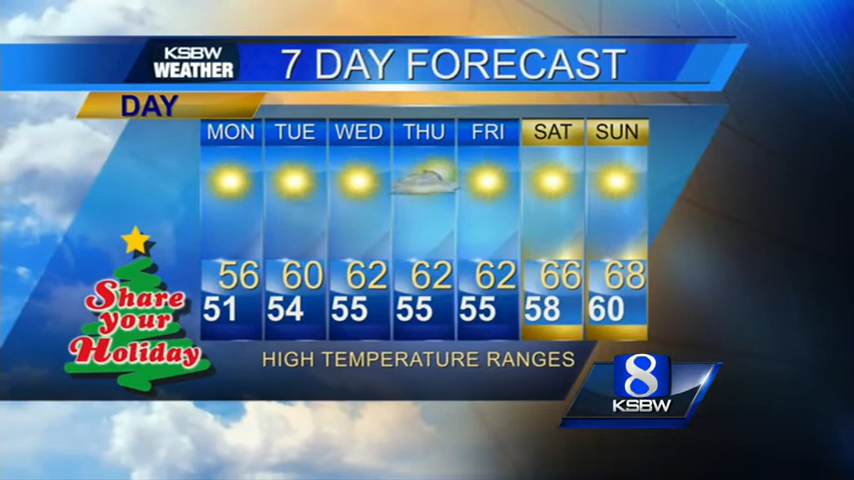 KSBW
WEATHER
7 DAY FORECAST
DAY
MON TUE WED THU FRI SAT SUN
56 60 62 62 62 66 68
51 54 55 55 55 58 60
Share
your
Holiday
HIGH TEMPERATURE RANGES
8
KSBW